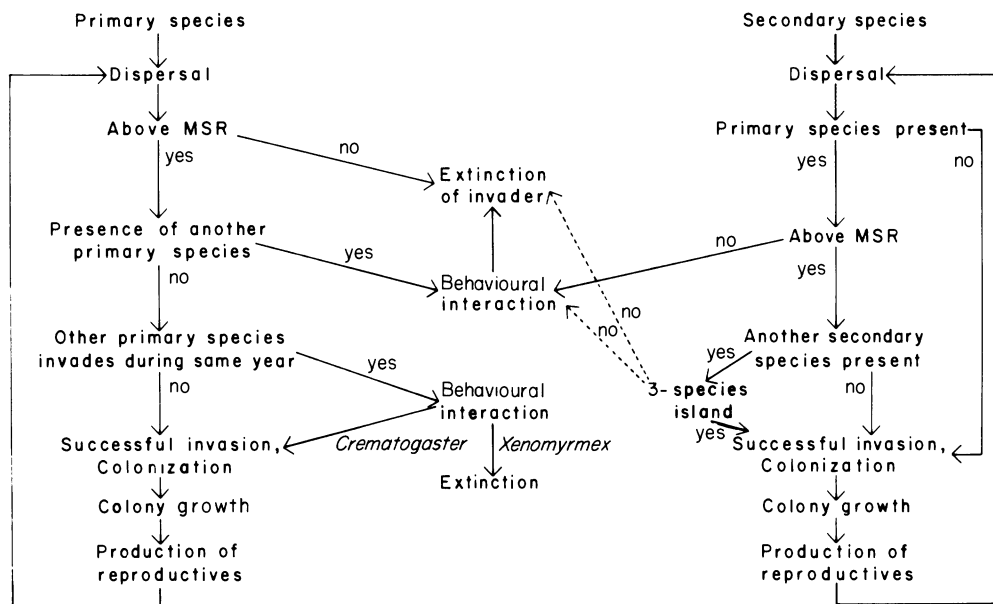 Primary species
Dispersal
Above MSR
no
yes
Extinction
of invader
Presence of another
primary species
yes
no
Behavioural
interaction
Other primary species
invades during same year
yes
no
Behavioural
interaction
Successful invasion,
Colonization
Crematogaster
Xenomyrmex
Extinction
Colony growth
Production of
reproductives
Secondary species
Dispersal
Primary species present
yes
no
Above MSR
no
yes
Another secondary
species present
yes
no
no
no
3-species
island
yes
Successful invasion,
Colonization
Colony growth
Production of
reproductives